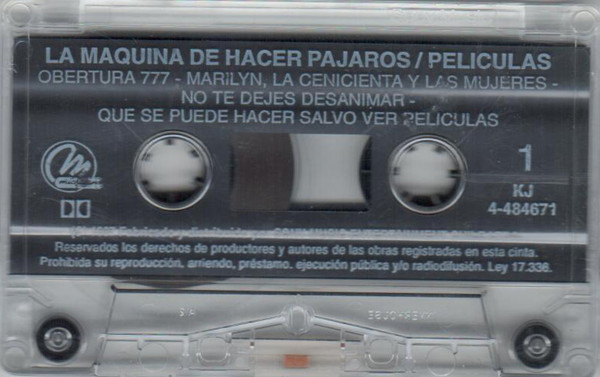 LA MAQUINA DE HACER PAJAROS / PELICULAS
OBERTURA 777 - MARILYN, LA CENICIENTA Y LAS MUJERES -
NO TE DEJES DESANIMAR -
QUE SE PUEDE HACER SALVO VER PELICULAS
1
KJ
4-484671
Reservados los derechos de productores y autores de las obras registradas en esta cinta.
Prohibida su reproducción, arriendo, préstamo, ejecución pública y/o radiodifusión. Ley 17.336.